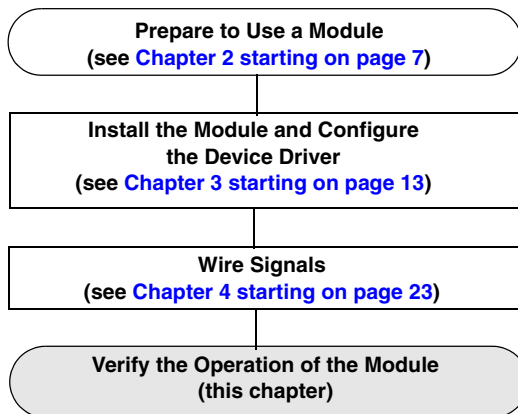 Prepare to Use a Module
(see Chapter 2 starting on page 7)
Install the Module and Configure
the Device Driver
(see Chapter 3 starting on page 13)
Wire Signals
(see Chapter 4 starting on page 23)
Verify the Operation of the Module
(this chapter)